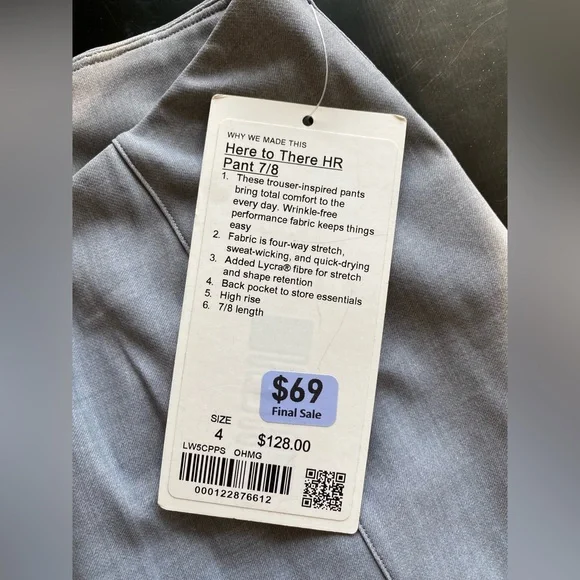 WHY WE MADE THIS
Here to There HR
Pant 7/8
1. These trouser-inspired pants
bring total comfort to the
every day. Wrinkle-free
performance fabric keeps things
easy
2. Fabric is four-way stretch,
sweat-wicking, and quick-drying
3. Added Lycra® fibre for stretch
and shape retention
4. Back pocket to store essentials
5. High rise
6. 7/8 length
$69
Final Sale
SIZE
4 $128.00
LW5CPPS OHMG
000122876612